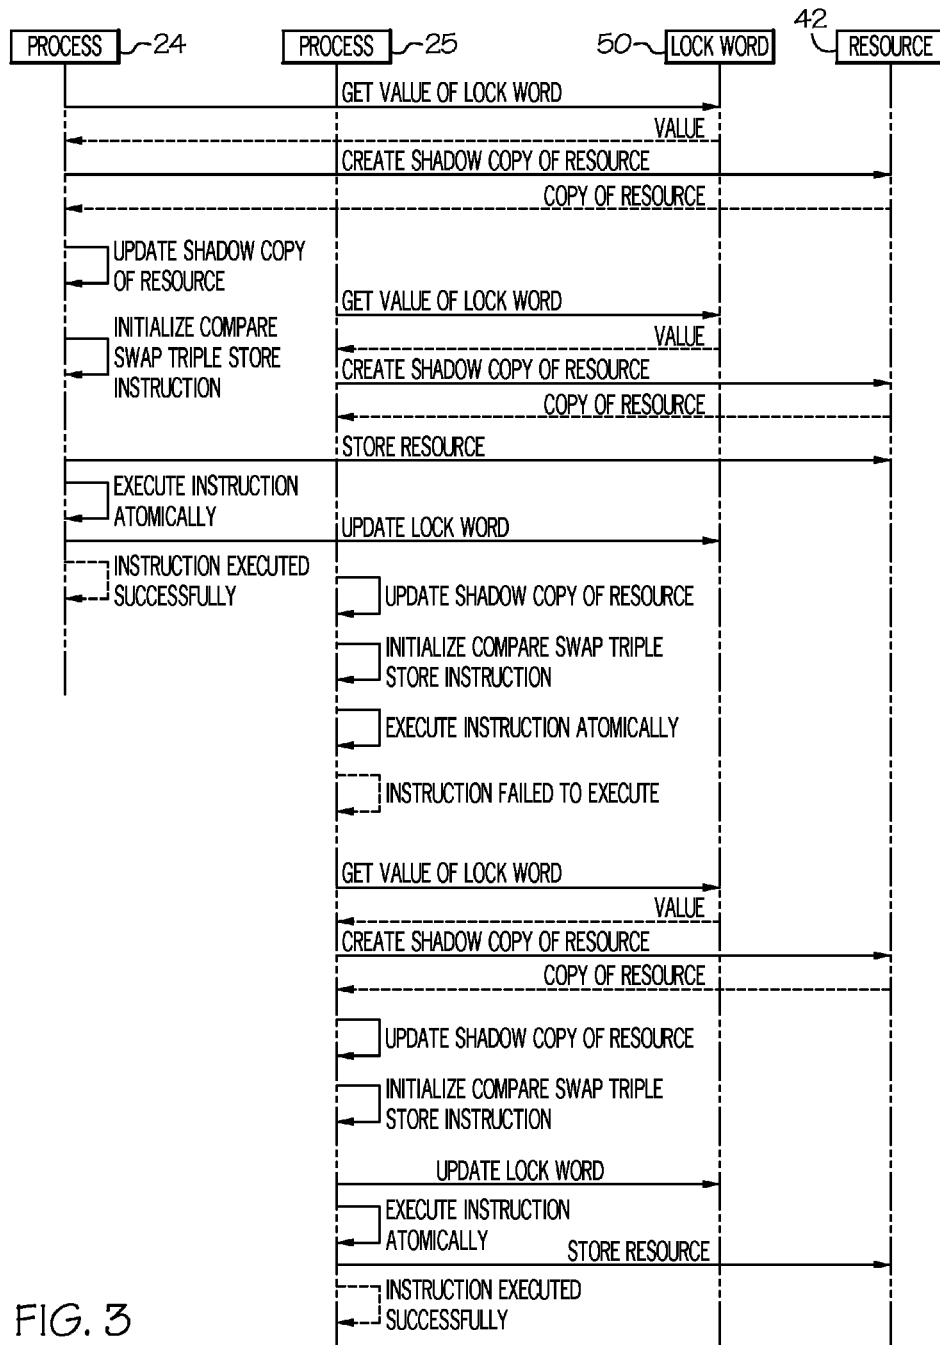 PROCESS 24 PROCESS 25 50 LOCK WORD 42 RESOURCE
GET VALUE OF LOCK WORD
VALUE
CREATE SHADOW COPY OF RESOURCE
COPY OF RESOURCE
UPDATE SHADOW COPY
OF RESOURCE
GET VALUE OF LOCK WORD
INITIALIZE COMPARE
SWAP TRIPLE STORE
INSTRUCTION
VALUE
CREATE SHADOW COPY OF RESOURCE
COPY OF RESOURCE
STORE RESOURCE
EXECUTE INSTRUCTION
ATOMICALLY
UPDATE LOCK WORD
INSTRUCTION EXECUTED
SUCCESSFULLY
UPDATE SHADOW COPY OF RESOURCE
INITIALIZE COMPARE SWAP TRIPLE
STORE INSTRUCTION
EXECUTE INSTRUCTION ATOMICALLY
INSTRUCTION FAILED TO EXECUTE
GET VALUE OF LOCK WORD
VALUE
CREATE SHADOW COPY OF RESOURCE
COPY OF RESOURCE
UPDATE SHADOW COPY OF RESOURCE
INITIALIZE COMPARE SWAP TRIPLE
STORE INSTRUCTION
UPDATE LOCK WORD
EXECUTE INSTRUCTION
ATOMICALLY
STORE RESOURCE
INSTRUCTION EXECUTED
SUCCESSFULLY
FIG. 3